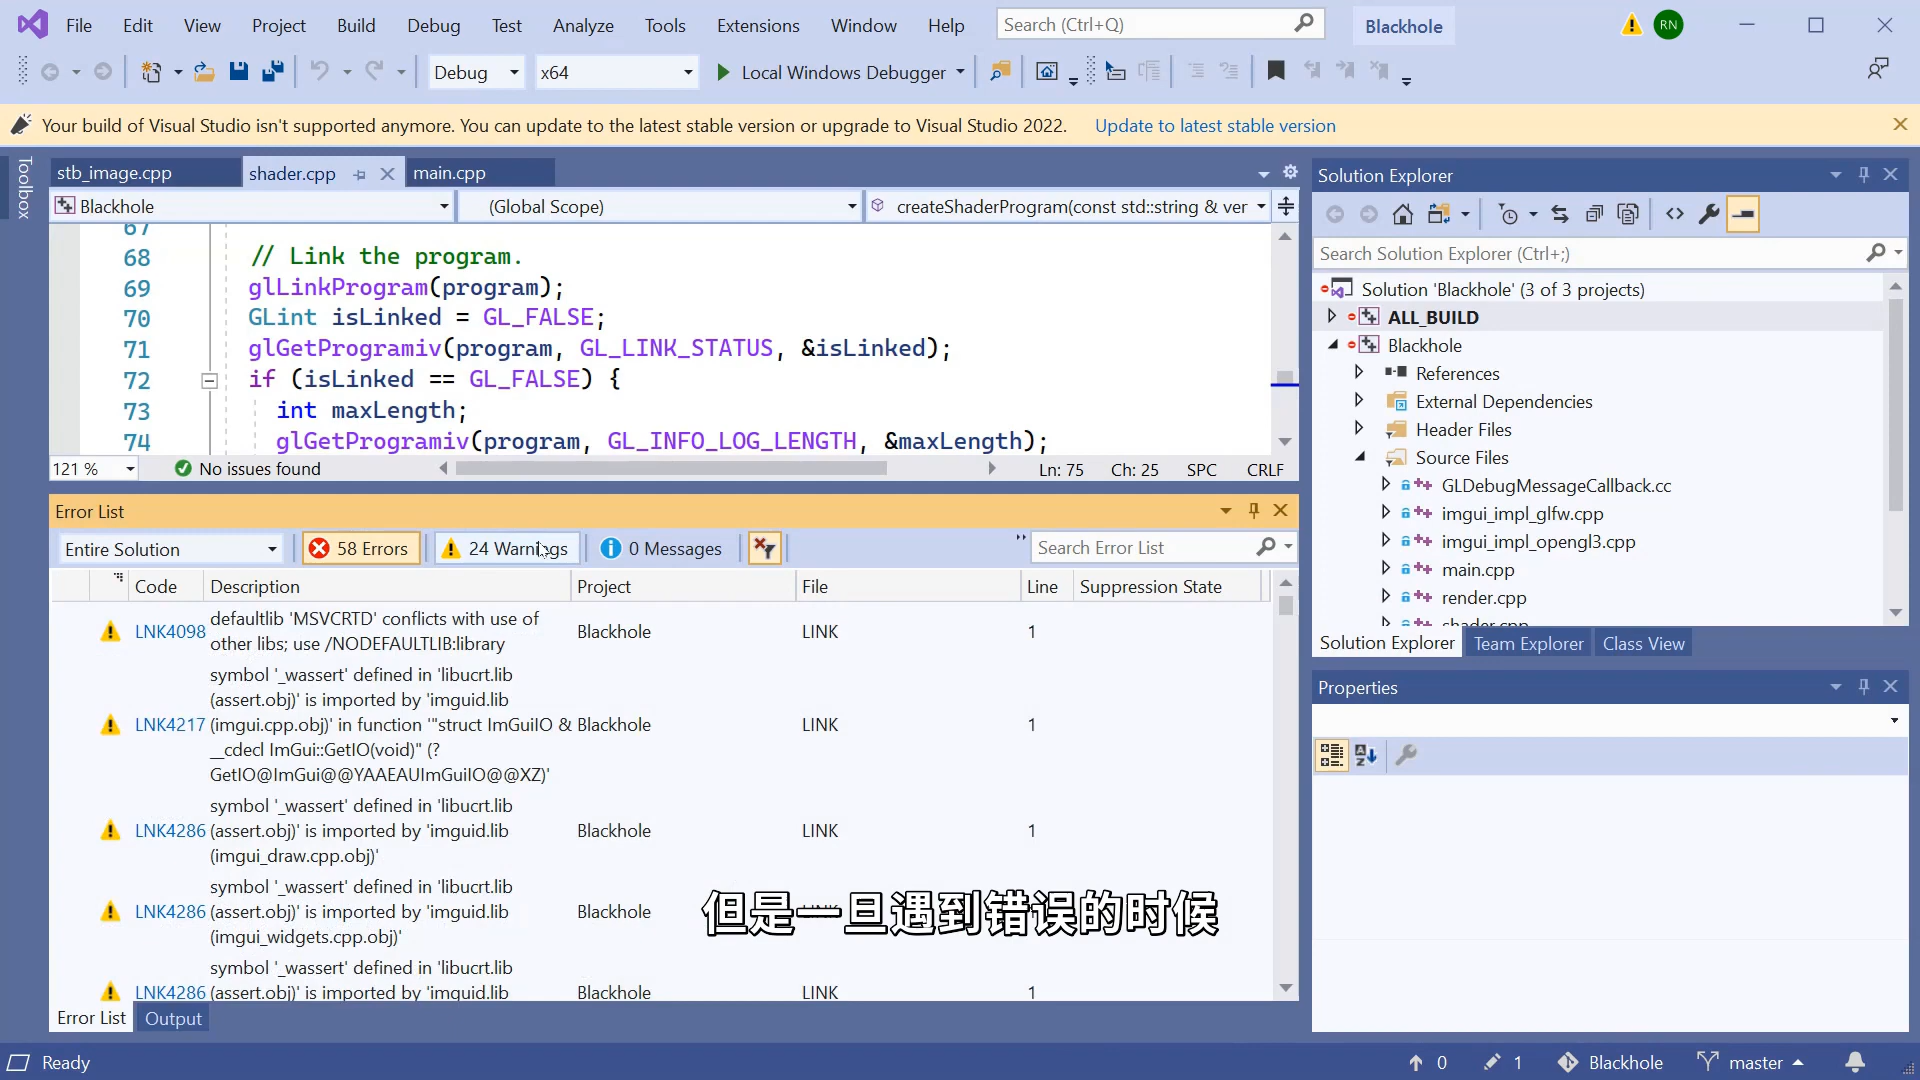 File Edit View Project Build Debug Test Analyze Tools Extensions Window Help Search (Ctrl+Q) Blackhole RN
Debug x64 Local Windows Debugger
Your build of Visual Studio isn't supported anymore. You can update to the latest stable version or upgrade to Visual Studio 2022. Update to latest stable version
Toolbox
stb_image.cpp shader.cpp main.cpp
Blackhole (Global Scope) createShaderProgram(const std::string & ver
67
68 // Link the program.
69 glLinkProgram(program);
70 GLint isLinked = GL_FALSE;
71 glGetProgramiv(program, GL_LINK_STATUS, &isLinked);
72 if (isLinked == GL_FALSE) {
73 int maxLength;
74 glGetProgramiv(program, GL_INFO_LOG_LENGTH, &maxLength);
121 % No issues found Ln: 75 Ch: 25 SPC CRLF
Error List
Entire Solution 58 Errors 24 Warnings 0 Messages Search Error List
Code Description Project File Line Suppression State
LNK4098 defaultlib 'MSVCRTD' conflicts with use of
other libs; use /NODEFAULTLIB:library Blackhole LINK 1
symbol '_wassert' defined in 'libucrt.lib
(assert.obj)' is imported by 'imguid.lib
LNK4217 (imgui.cpp.obj)' in function '"struct ImGuiIO & Blackhole LINK 1
__cdecl ImGui::GetIO(void)" (?
GetIO@ImGui@@YAAEAUImGuiIO@@XZ)'
symbol '_wassert' defined in 'libucrt.lib
LNK4286 (assert.obj)' is imported by 'imguid.lib Blackhole LINK 1
(imgui_draw.cpp.obj)'
symbol '_wassert' defined in 'libucrt.lib
LNK4286 (assert.obj)' is imported by 'imguid.lib Blackhole 1
(imgui_widgets.cpp.obj)'
symbol '_wassert' defined in 'libucrt.lib
LNK4286 (assert.obj)' is imported by 'imguid.lib Blackhole LINK 1
但是一旦遇到错误的时候
Error List Output
Solution Explorer
Search Solution Explorer (Ctrl+;)
Solution 'Blackhole' (3 of 3 projects)
ALL_BUILD
Blackhole
References
External Dependencies
Header Files
Source Files
GLDebugMessageCallback.cc
imgui_impl_glfw.cpp
imgui_impl_opengl3.cpp
main.cpp
render.cpp
shader.cpp
Solution Explorer Team Explorer Class View
Properties
Ready 0 1 Blackhole master